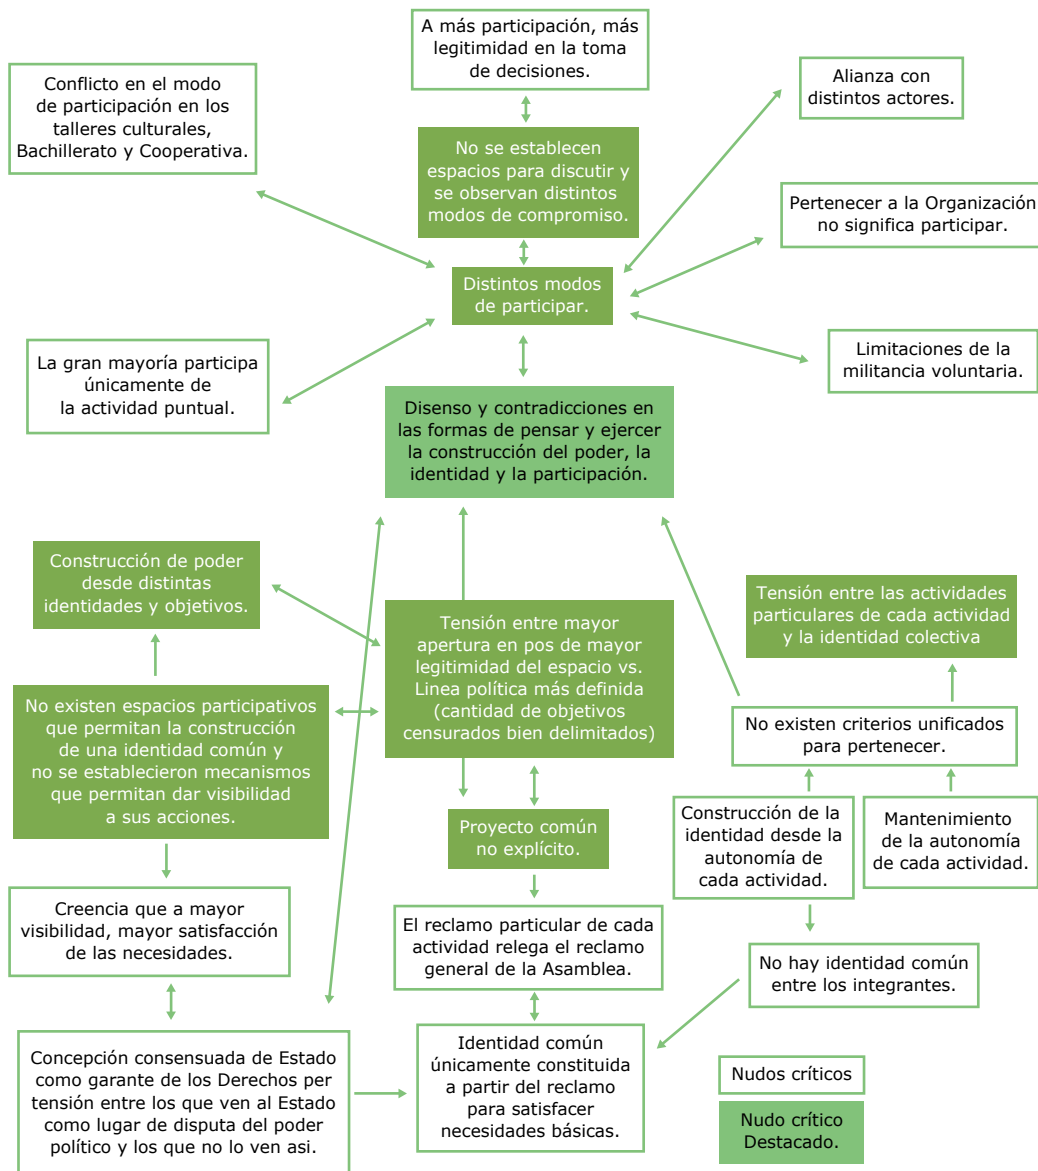 A más participación, más
legitimidad en la toma
de decisiones.
Conflicto en el modo
de participación en los
talleres culturales,
Bachillerato y Cooperativa.
Alianza con
distintos actores.
No se establecen
espacios para discutir y
se observan distintos
modos de compromiso.
Pertenecer a la Organización
no significa participar.
Distintos modos
de participar.
La gran mayoría participa
únicamente de
la actividad puntual.
Limitaciones de la
militancia voluntaria.
Disenso y contradicciones en
las formas de pensar y ejercer
la construcción del poder, la
identidad y la participación.
Construcción de poder
desde distintas
identidades y objetivos.
Tensión entre mayor
apertura en pos de mayor
legitimidad del espacio vs.
Linea política más definida
(cantidad de objetivos
censurados bien delimitados)
Tensión entre las actividades
particulares de cada actividad
y la identidad colectiva
No existen espacios participativos
que permitan la construcción
de una identidad común y
no se establecieron mecanismos
que permitan dar visibilidad
a sus acciones.
No existen criterios unificados
para pertenecer.
Proyecto común
no explícito.
Construcción de la
identidad desde la
autonomía de
cada actividad.
Mantenimiento
de la autonomía
de cada actividad.
Creencia que a mayor
visibilidad, mayor satisfacción
de las necesidades.
El reclamo particular de cada
actividad relega el reclamo
general de la Asamblea.
No hay identidad común
entre los integrantes.
Concepción consensuada de Estado
como garante de los Derechos per
tensión entre los que ven al Estado
como lugar de disputa del poder
político y los que no lo ven asi.
Identidad común
únicamente constituida
a partir del reclamo
para satisfacer
necesidades básicas.
Nudos críticos
Nudo crítico
Destacado.